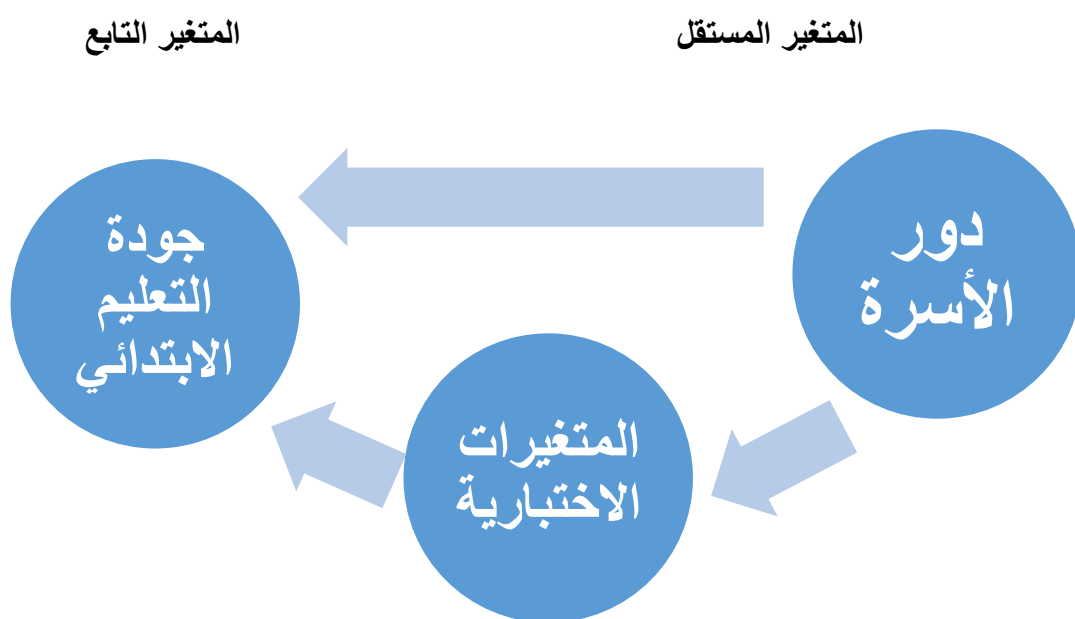 المتغير المستقل
المتغير التابع
دور
الأسرة
جودة
التعليم
الابتدائي
المتغيرات
الاختبارية